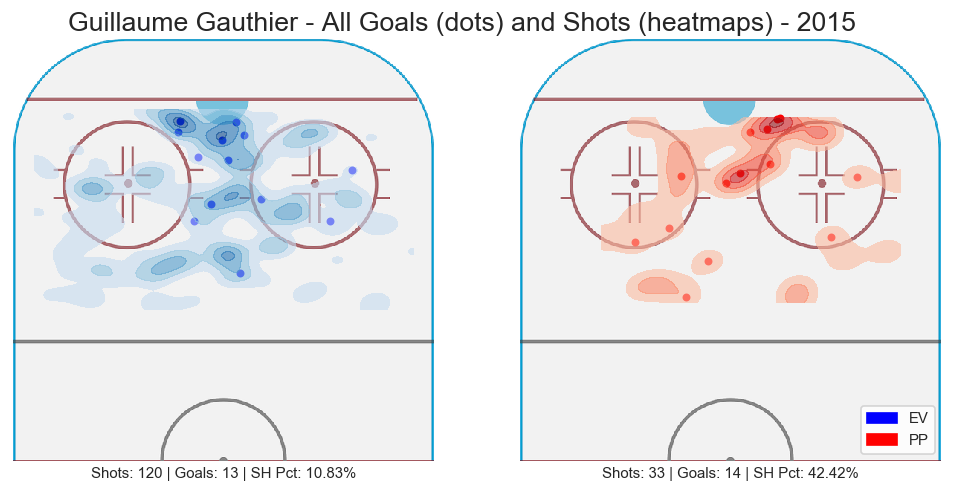 Guillaume Gauthier - All Goals (dots) and Shots (heatmaps) - 2015
EV
PP
Shots: 120 | Goals: 13 | SH Pct: 10.83%
Shots: 33 | Goals: 14 | SH Pct: 42.42%